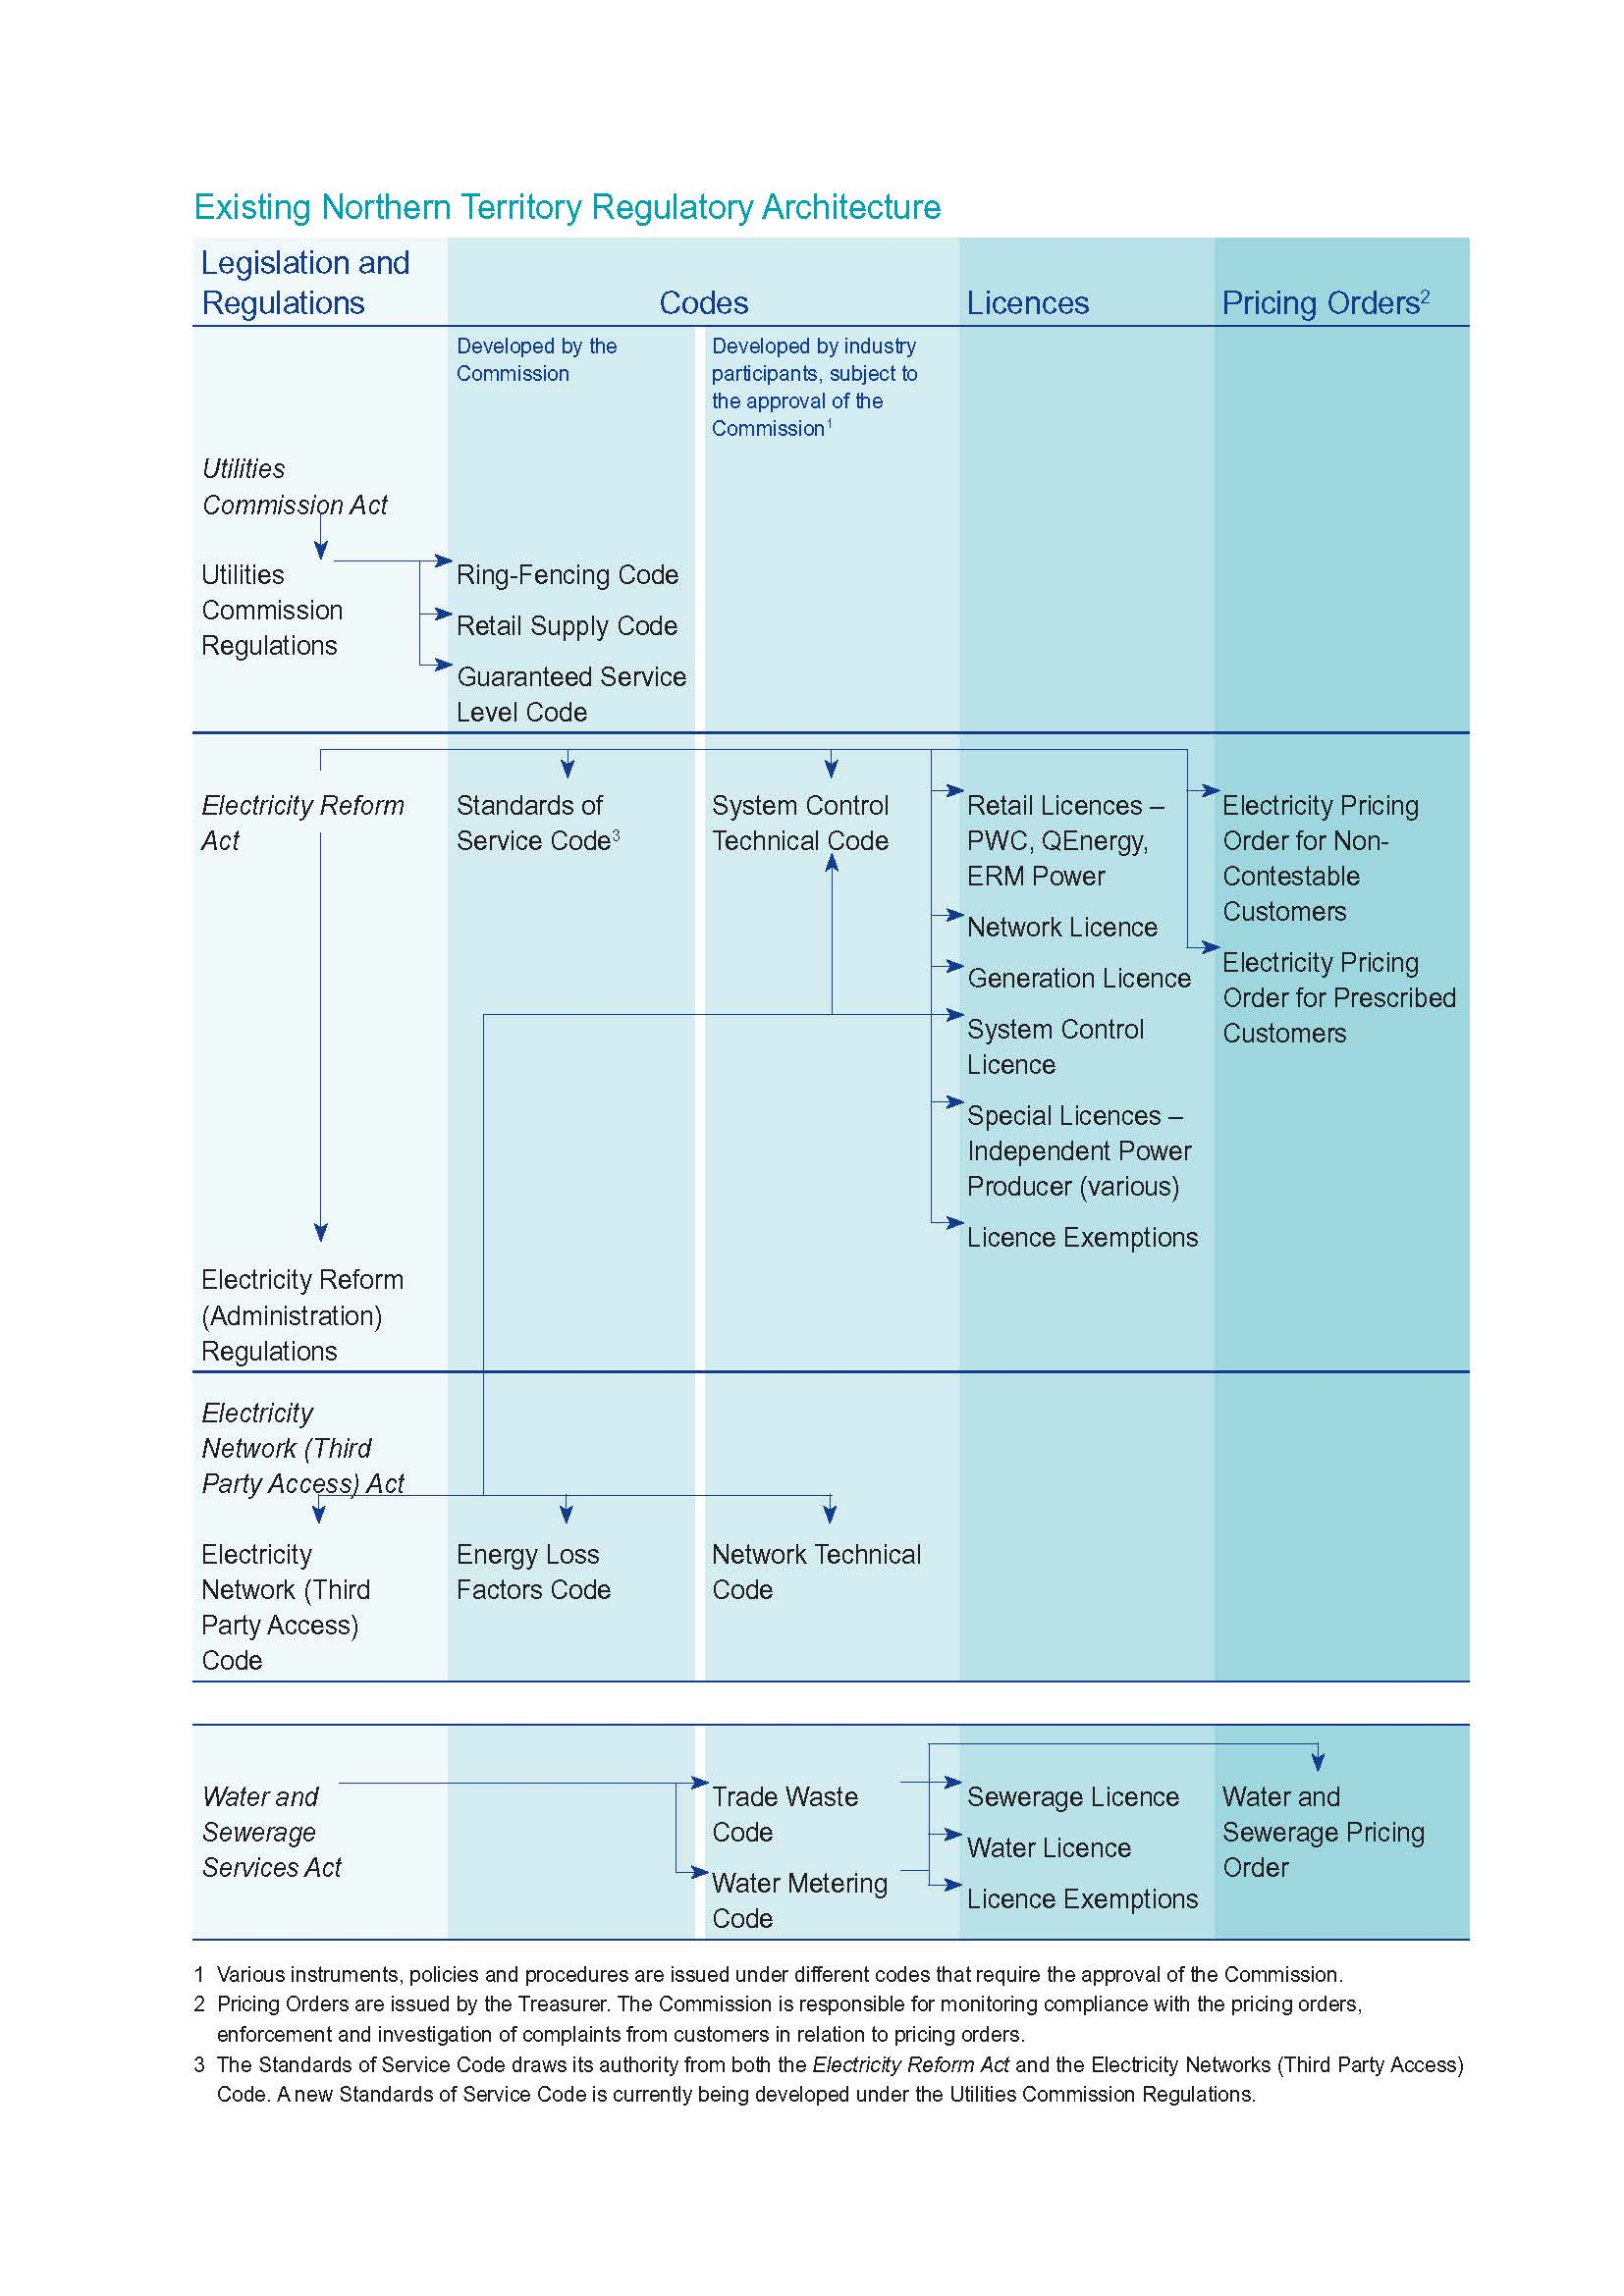 Existing Northern Territory Regulatory Architecture
Legislation and
Regulations
Codes
Licences
Pricing Orders2
Developed by the
Commission
Developed by industry
participants, subject to
the approval of the
Commission1
Utilities
Commission Act
Utilities
Commission
Regulations
Ring-Fencing Code
Retail Supply Code
Guaranteed Service
Level Code
Electricity Reform
Act
Standards of
Service Code3
System Control
Technical Code
Retail Licences –
PWC, QEnergy,
ERM Power
Network Licence
Generation Licence
System Control
Licence
Special Licences –
Independent Power
Producer (various)
Licence Exemptions
Electricity Pricing
Order for Non-
Contestable
Customers
Electricity Pricing
Order for Prescribed
Customers
Electricity Reform
(Administration)
Regulations
Electricity
Network (Third
Party Access) Act
Electricity
Network (Third
Party Access)
Code
Energy Loss
Factors Code
Network Technical
Code
Water and
Sewerage
Services Act
Trade Waste
Code
Water Metering
Code
Sewerage Licence
Water Licence
Licence Exemptions
Water and
Sewerage Pricing
Order
1 Various instruments, policies and procedures are issued under different codes that require the approval of the Commission.
2 Pricing Orders are issued by the Treasurer. The Commission is responsible for monitoring compliance with the pricing orders,
enforcement and investigation of complaints from customers in relation to pricing orders.
3 The Standards of Service Code draws its authority from both the Electricity Reform Act and the Electricity Networks (Third Party Access)
Code. A new Standards of Service Code is currently being developed under the Utilities Commission Regulations.